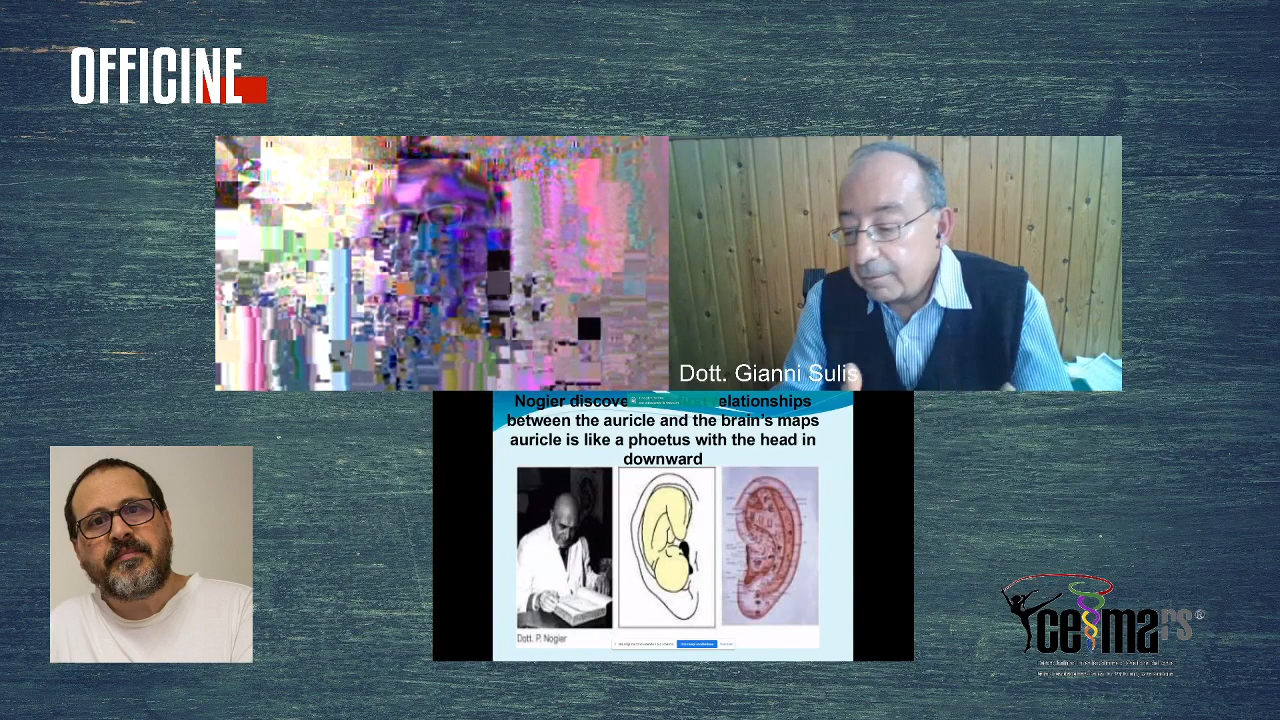 OFFICINE
Dott. Gianni Sulis
Nogier discove elationships
between the auricle and the brain's maps
auricle is like a phoetus with the head in
downward
Dott. P. Nogier
cosmars®